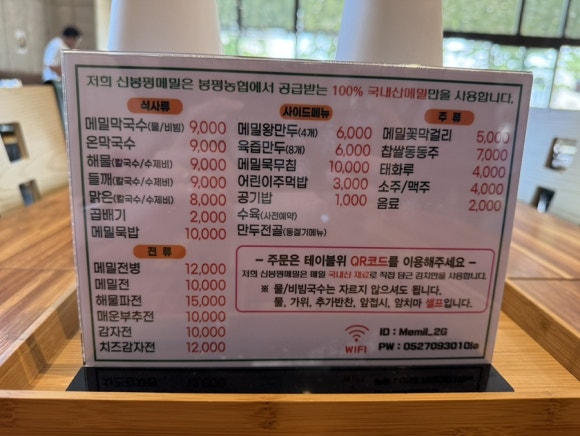 저희 신봉평메밀은 봉평농협에서 공급받는 100% 국내산메밀만을 사용합니다.
식사류
메밀막국수(물/비빔) 9,000
온막국수 9,000
해물(칼국수/수제비) 9,000
들깨(칼국수/수제비) 9,000
맑은(칼국수/수제비) 8,000
곱배기 2,000
메밀묵밥 10,000
전 류
메밀전병 12,000
메밀전 10,000
해물파전 15,000
매운부추전 10,000
감자전 10,000
치즈감자전 12,000
사이드메뉴
메밀왕만두(4개) 6,000
육즙만두(8개) 6,000
메밀묵무침 10,000
어린이주먹밥 3,000
공기밥 1,000
수육(사전예약)
만두전골(동절기메뉴)
주 류
메밀꽃막걸리 5,000
찹쌀동동주 7,000
태화루 4,000
소주/맥주 4,000
음료 2,000
– 주문은 테이블위 QR코드를 이용해주세요 –
저희 신봉평메밀은 매일 국내산 재료로 직접 담근 김치만을 사용합니다.
※ 물/비빔국수는 자르지 않으셔도 됩니다.
물, 가위, 추가반찬, 앞접시, 앞치마 셀프입니다.
WIFI
ID : Memil_2G
PW : 0527093010le